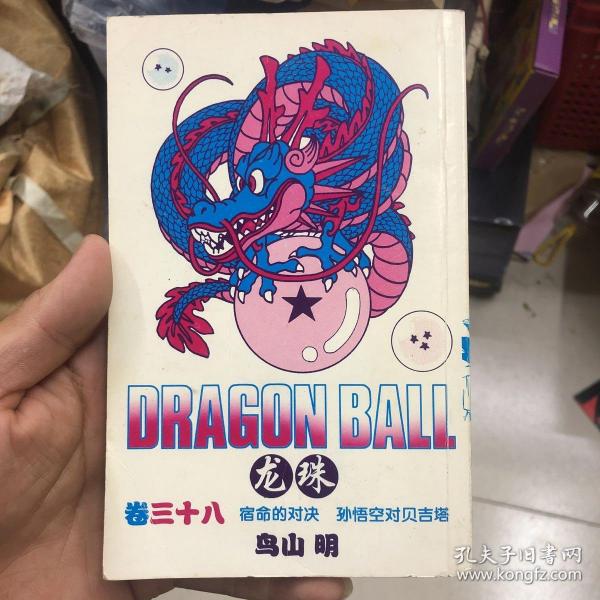 DRAGON BALL
龙珠
卷三十八 宿命的对决 孙悟空对贝吉塔
鸟山 明
孔夫子旧书网
www.kongfz.com